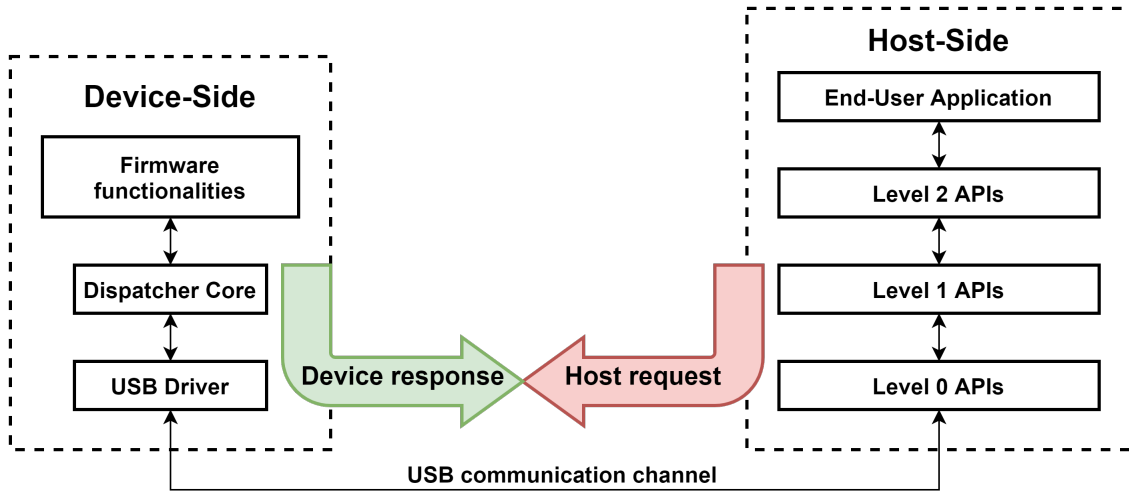 Device-Side
Firmware
functionalities
Dispatcher Core
USB Driver
Device response
Host request
Host-Side
End-User Application
Level 2 APIs
Level 1 APIs
Level 0 APIs
USB communication channel